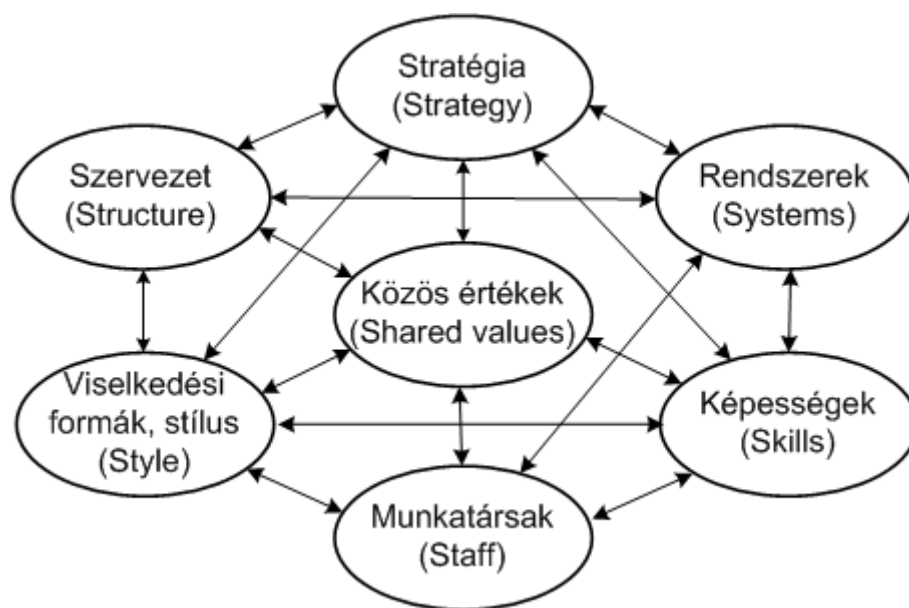 Stratégia
(Strategy)
Szervezet
(Structure)
Rendszerek
(Systems)
Közös értékek
(Shared values)
Viselkedési
formák, stílus
(Style)
Képességek
(Skills)
Munkatársak
(Staff)